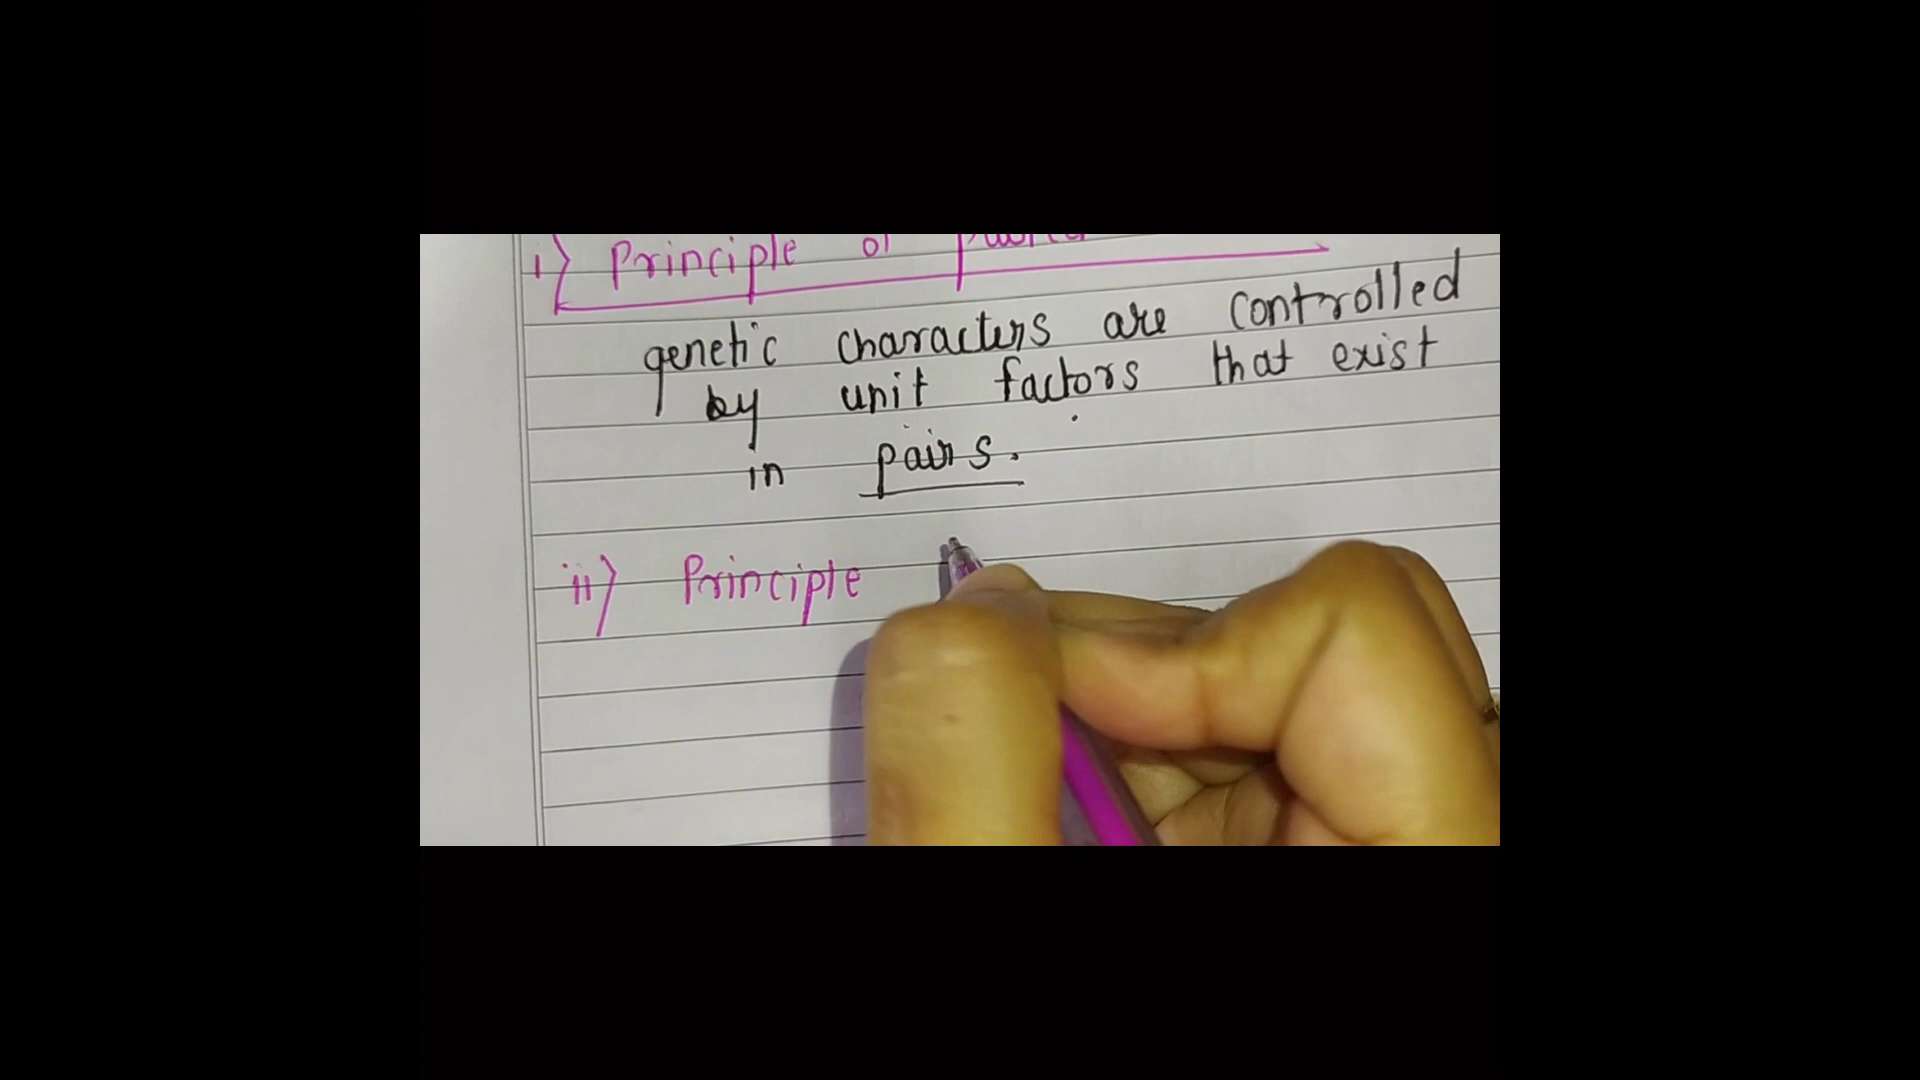 i) Principle of
genetic characters are controlled
by unit factors that exist
in pairs.
ii) Principle